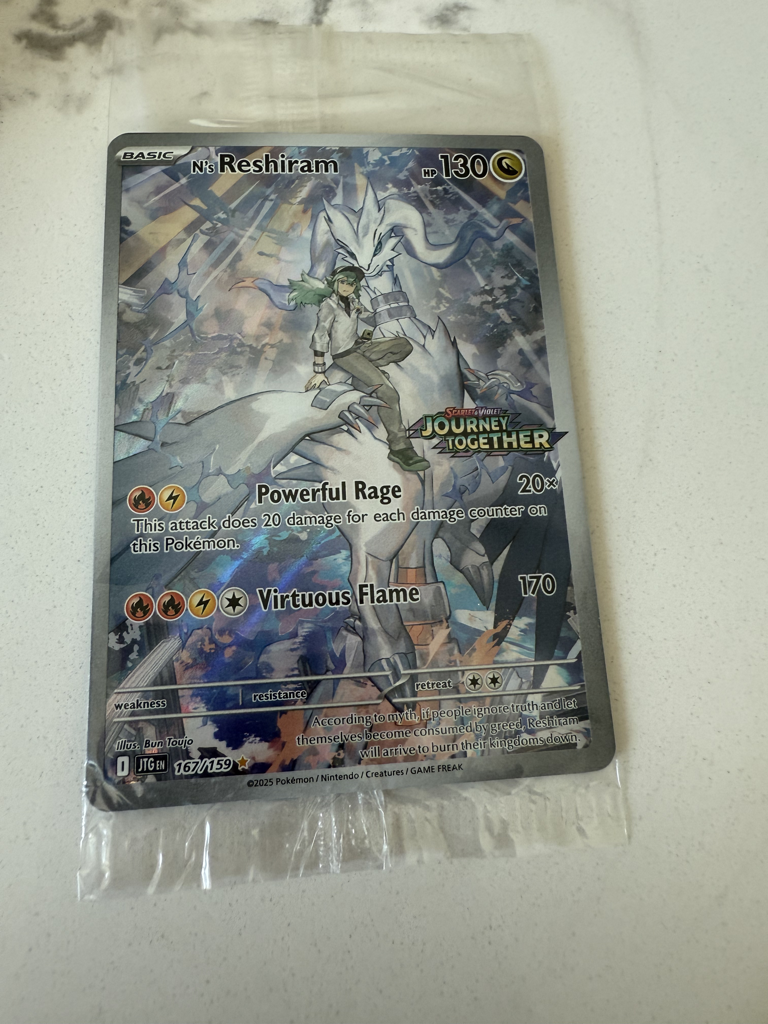 BASIC
N's Reshiram
HP 130
SCARLET & VIOLET
JOURNEY
TOGETHER
Powerful Rage 20×
This attack does 20 damage for each damage counter on
this Pokémon.
Virtuous Flame 170
weakness resistance retreat
According to myth, if people ignore truth and let
themselves become consumed by greed, Reshiram
will arrive to burn their kingdoms down.
Illus. Bun Toujo
JTG EN 167/159
©2025 Pokémon / Nintendo / Creatures / GAME FREAK